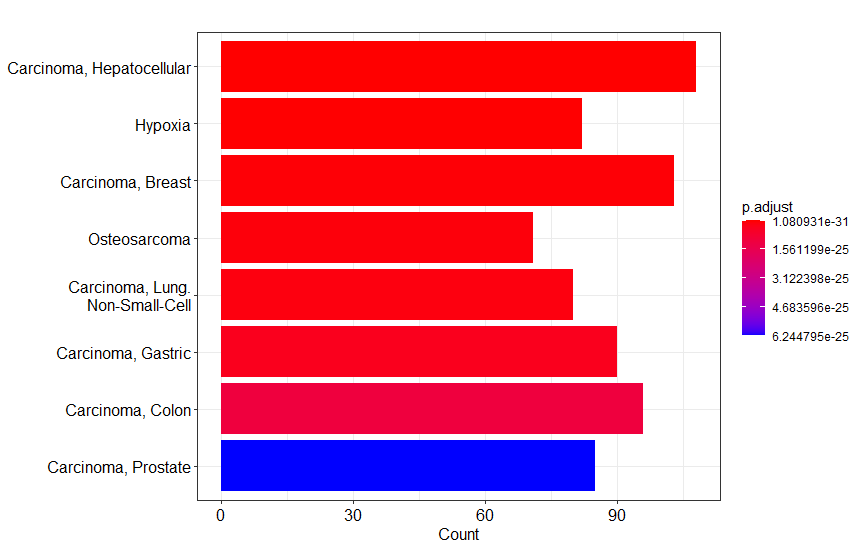 Carcinoma, Hepatocellular
Hypoxia
Carcinoma, Breast
Osteosarcoma
Carcinoma, Lung.
Non-Small-Cell
Carcinoma, Gastric
Carcinoma, Colon
Carcinoma, Prostate
0 30 60 90
Count
p.adjust
1.080931e-31
1.561199e-25
3.122398e-25
4.683596e-25
6.244795e-25